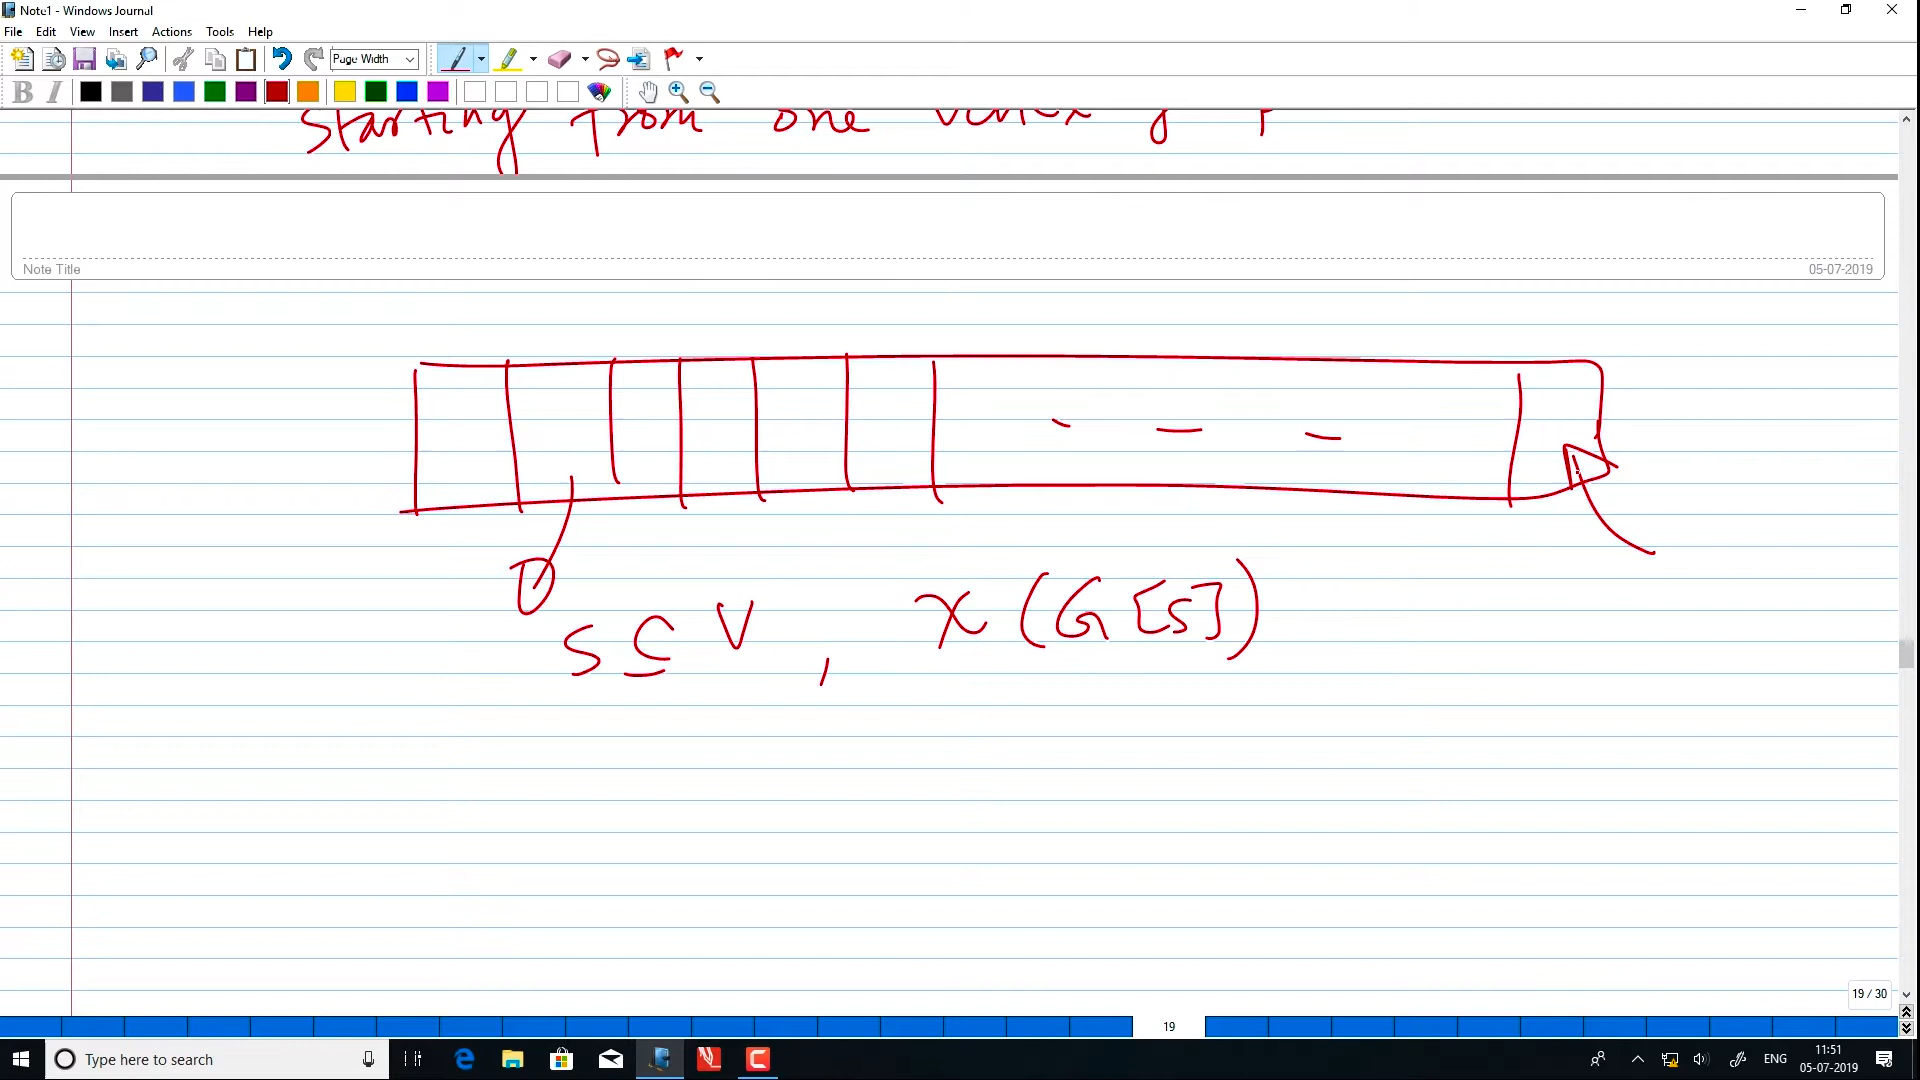 Note1 - Windows Journal
File Edit View Insert Actions Tools Help
Page Width
B I
starting from one vertex
Note Title
05-07-2019
S ⊆ V , χ (G[S])
19 / 30
19
Type here to search
ENG
11:51
05-07-2019